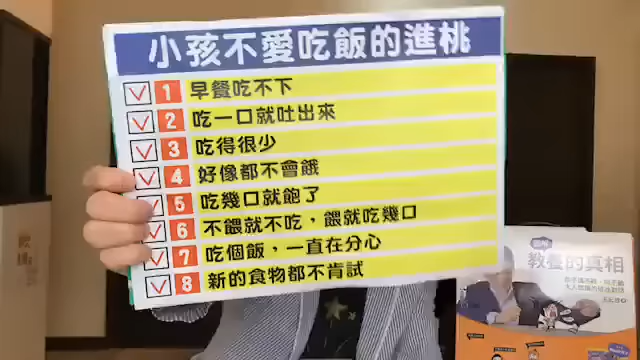 小孩不愛吃飯的進桃
1 早餐吃不下
2 吃一口就吐出來
3 吃得很少
4 好像都不會餓
5 吃幾口就飽了
6 不餵就不吃，餵就吃幾口
7 吃個飯，一直在分心
8 新的食物都不肯試
教養的真相